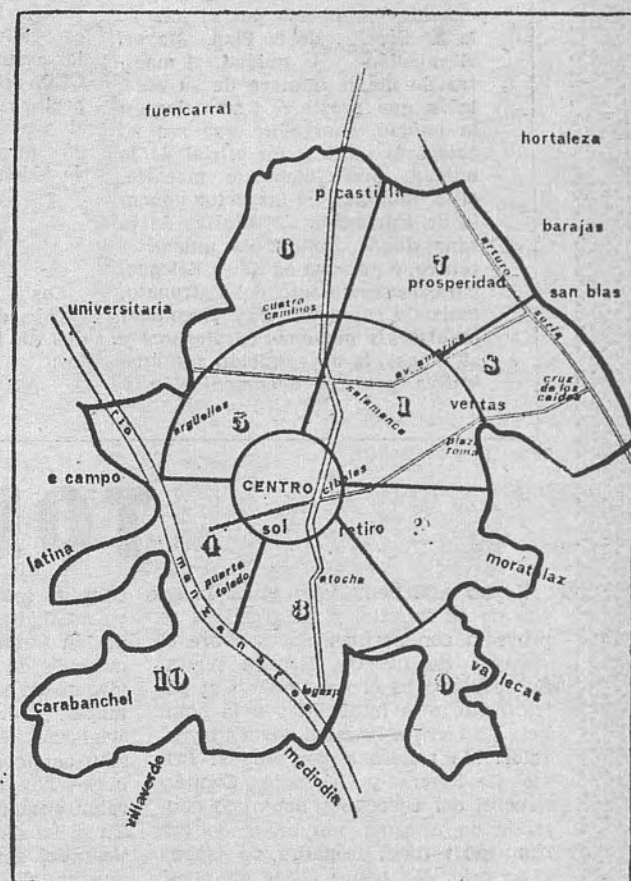 fuencarral
hortaleza
p castilla
barajas
6
arturo
7
prosperidad
san blas
universitaria
cuatro
caminos
soria
av. america
3
cruz
de los
caidos
salamanca
1
ventas
arguelles
5
plaza
roma
rio
e campo
CENTRO
cibeles
sol
retiro
2
4
latina
manzanares
puerta
toledo
atocha
moratalaz
8
vallecas
10
9
legaspi
carabanchel
mediodia
villaverde